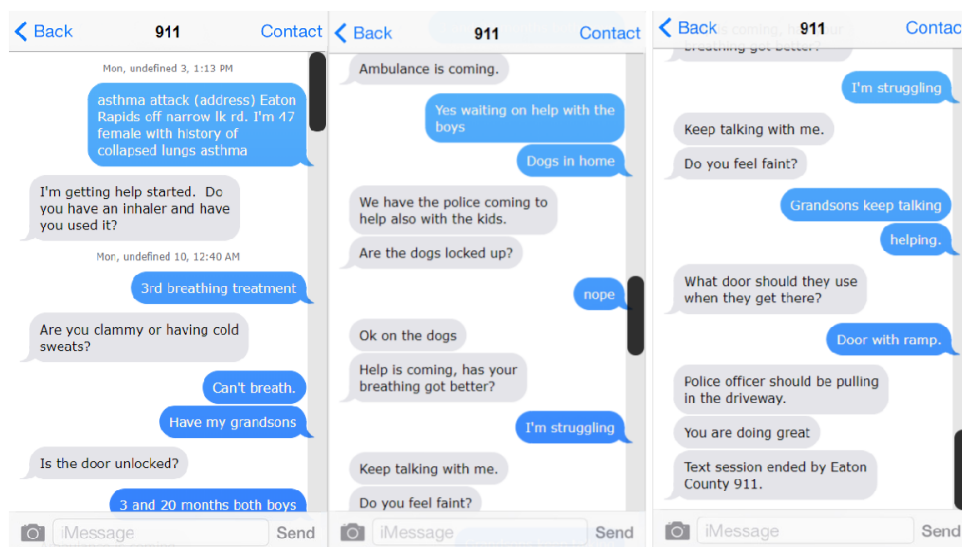 Back
911
Contact
Mon, undefined 3, 1:13 PM
asthma attack (address) Eaton
Rapids off narrow lk rd. I'm 47
female with history of
collapsed lungs asthma
I'm getting help started. Do
you have an inhaler and have
you used it?
Mon, undefined 10, 12:40 AM
3rd breathing treatment
Are you clammy or having cold
sweats?
Can't breath.
Have my grandsons
Is the door unlocked?
3 and 20 months both boys
iMessage
Send
Back
911
Contact
Ambulance is coming.
Yes waiting on help with the
boys
Dogs in home
We have the police coming to
help also with the kids.
Are the dogs locked up?
nope
Ok on the dogs
Help is coming, has your
breathing got better?
I'm struggling
Keep talking with me.
Do you feel faint?
iMessage
Send
Back
911
Contac
breathing got better?
I'm struggling
Keep talking with me.
Do you feel faint?
Grandsons keep talking
helping.
What door should they use
when they get there?
Door with ramp.
Police officer should be pulling
in the driveway.
You are doing great
Text session ended by Eaton
County 911.
iMessage
Send